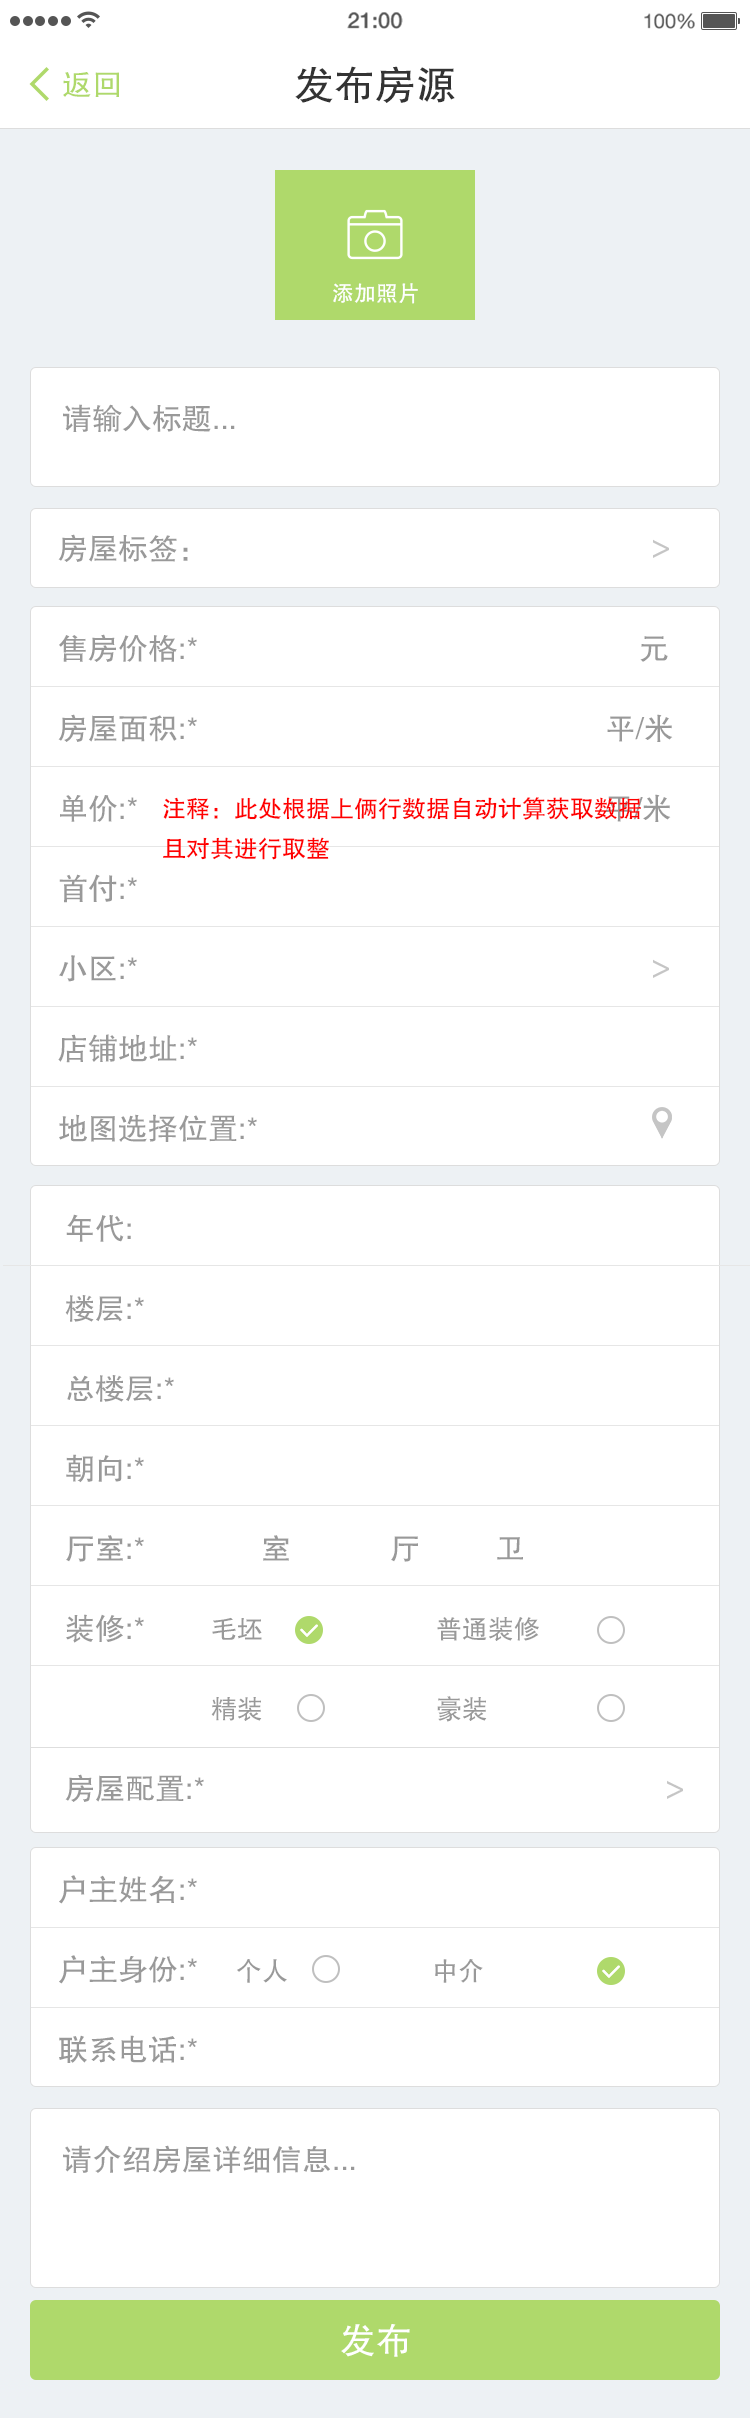 21:00 100%
返回 发布房源
添加照片
请输入标题...
房屋标签： >
售房价格:* 元
房屋面积:* 平/米
单价:* 注释：此处根据上俩行数据自动计算获取数据 平/米
且对其进行取整
首付:*
小区:* >
店铺地址:*
地图选择位置:*
年代:
楼层:*
总楼层:*
朝向:*
厅室:* 室 厅 卫
装修:* 毛坯 普通装修
精装 豪装
房屋配置:* >
户主姓名:*
户主身份:* 个人 中介
联系电话:*
请介绍房屋详细信息...
发布